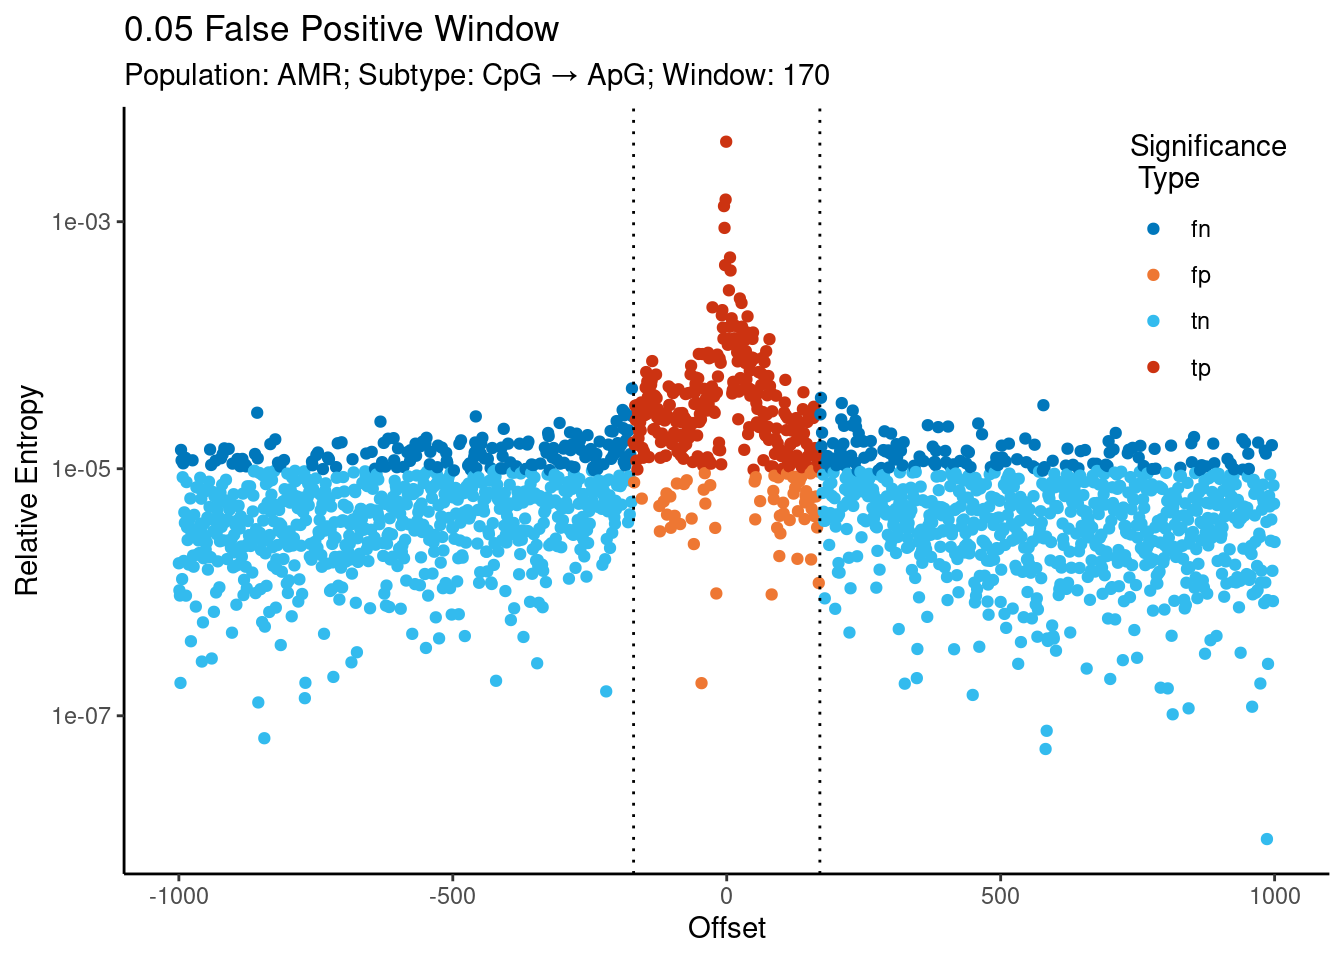 0.05 False Positive Window
Population: AMR; Subtype: CpG → ApG; Window: 170
Significance
Type
fn
fp
tn
tp
1e-03
1e-05
1e-07
Relative Entropy
-1000
-500
0
500
1000
Offset